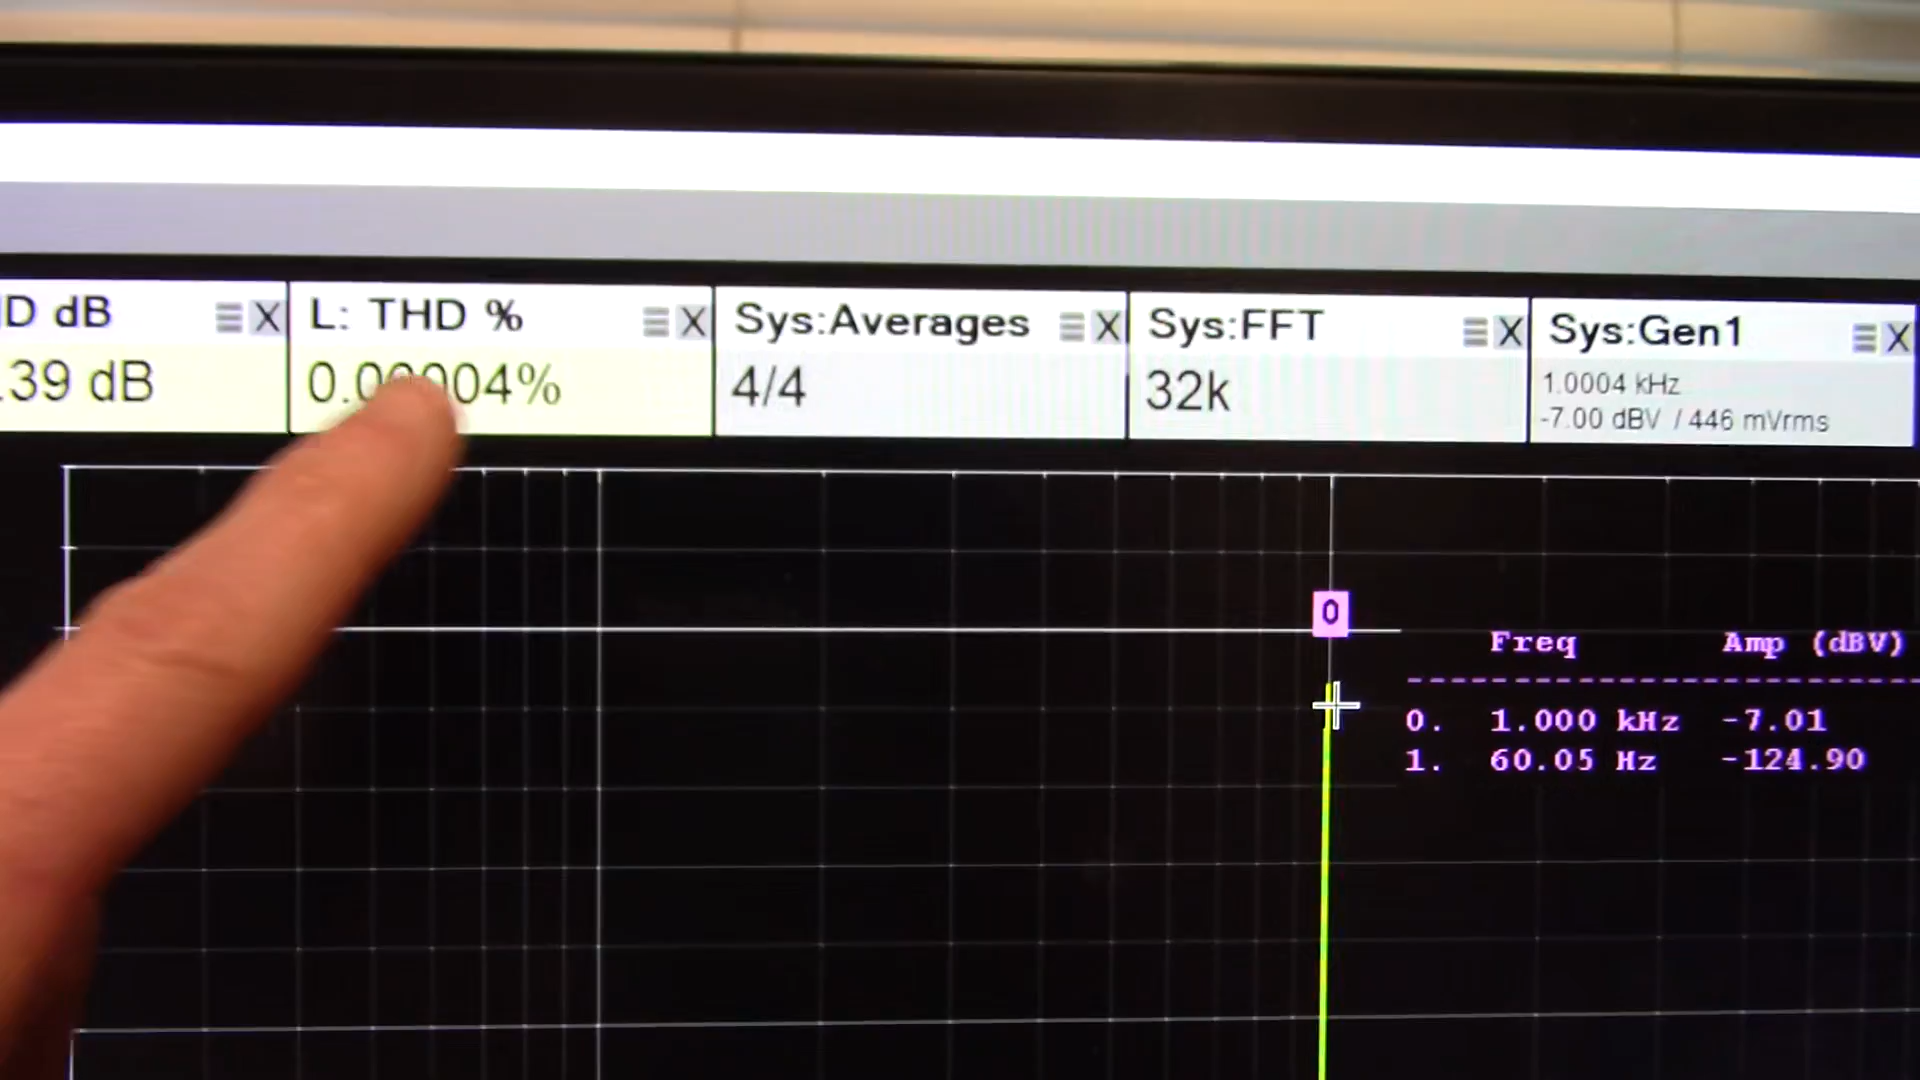 D dB X
.39 dB
L: THD % X
0.00004%
Sys:Averages X
4/4
Sys:FFT X
32k
Sys:Gen1 X
1.0004 kHz
-7.00 dBV / 446 mVrms
0
Freq Amp (dBV)
0. 1.000 kHz -7.01
1. 60.05 Hz -124.90